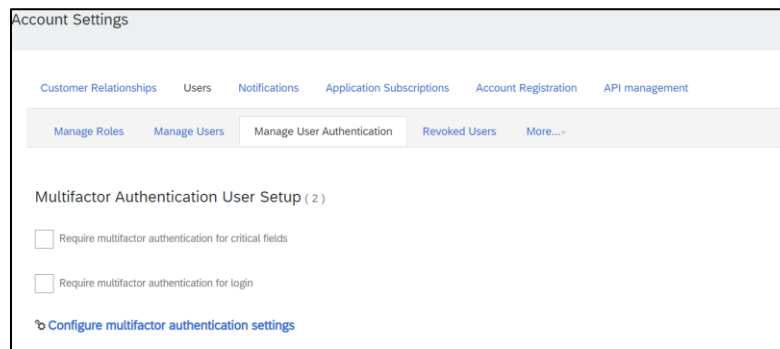 Account Settings
Customer Relationships Users Notifications Application Subscriptions Account Registration API management
Manage Roles Manage Users Manage User Authentication Revoked Users More...
Multifactor Authentication User Setup ( 2 )
Require multifactor authentication for critical fields
Require multifactor authentication for login
Configure multifactor authentication settings